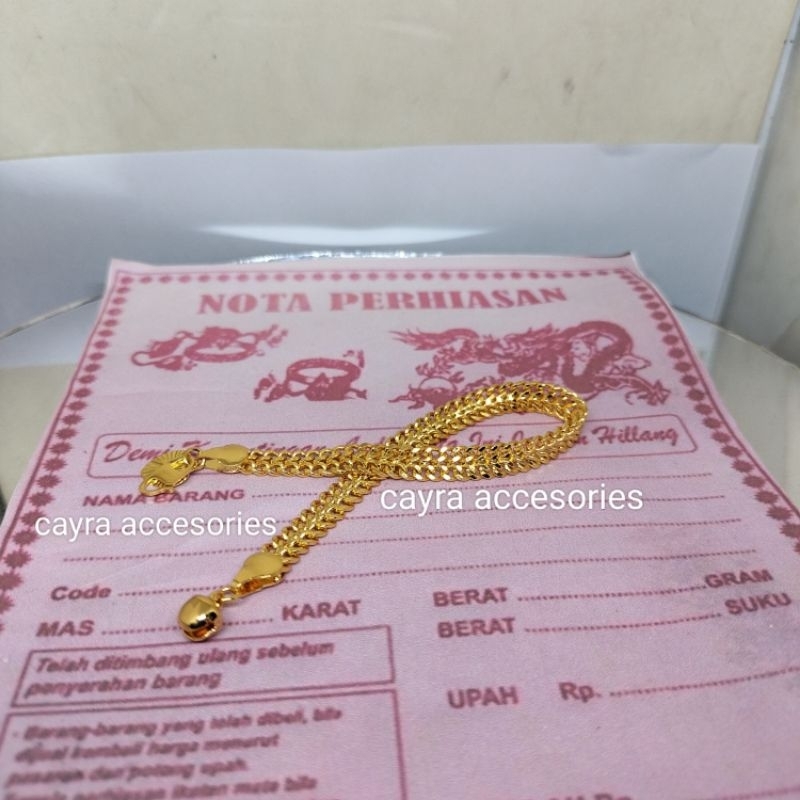 NOTA PERHIASAN
Demi Ini Hillang
NAMA BARANG
cayra accesories
cayra accesories
Code
BERAT GRAM
MAS KARAT
BERAT SUKU
Telah ditimbang ulang sebelum
penyerahan barang
UPAH Rp.
- Barang-barang yang telah dibeli, bila
dijual kembali harga menurut
pasaran dan potong upah.